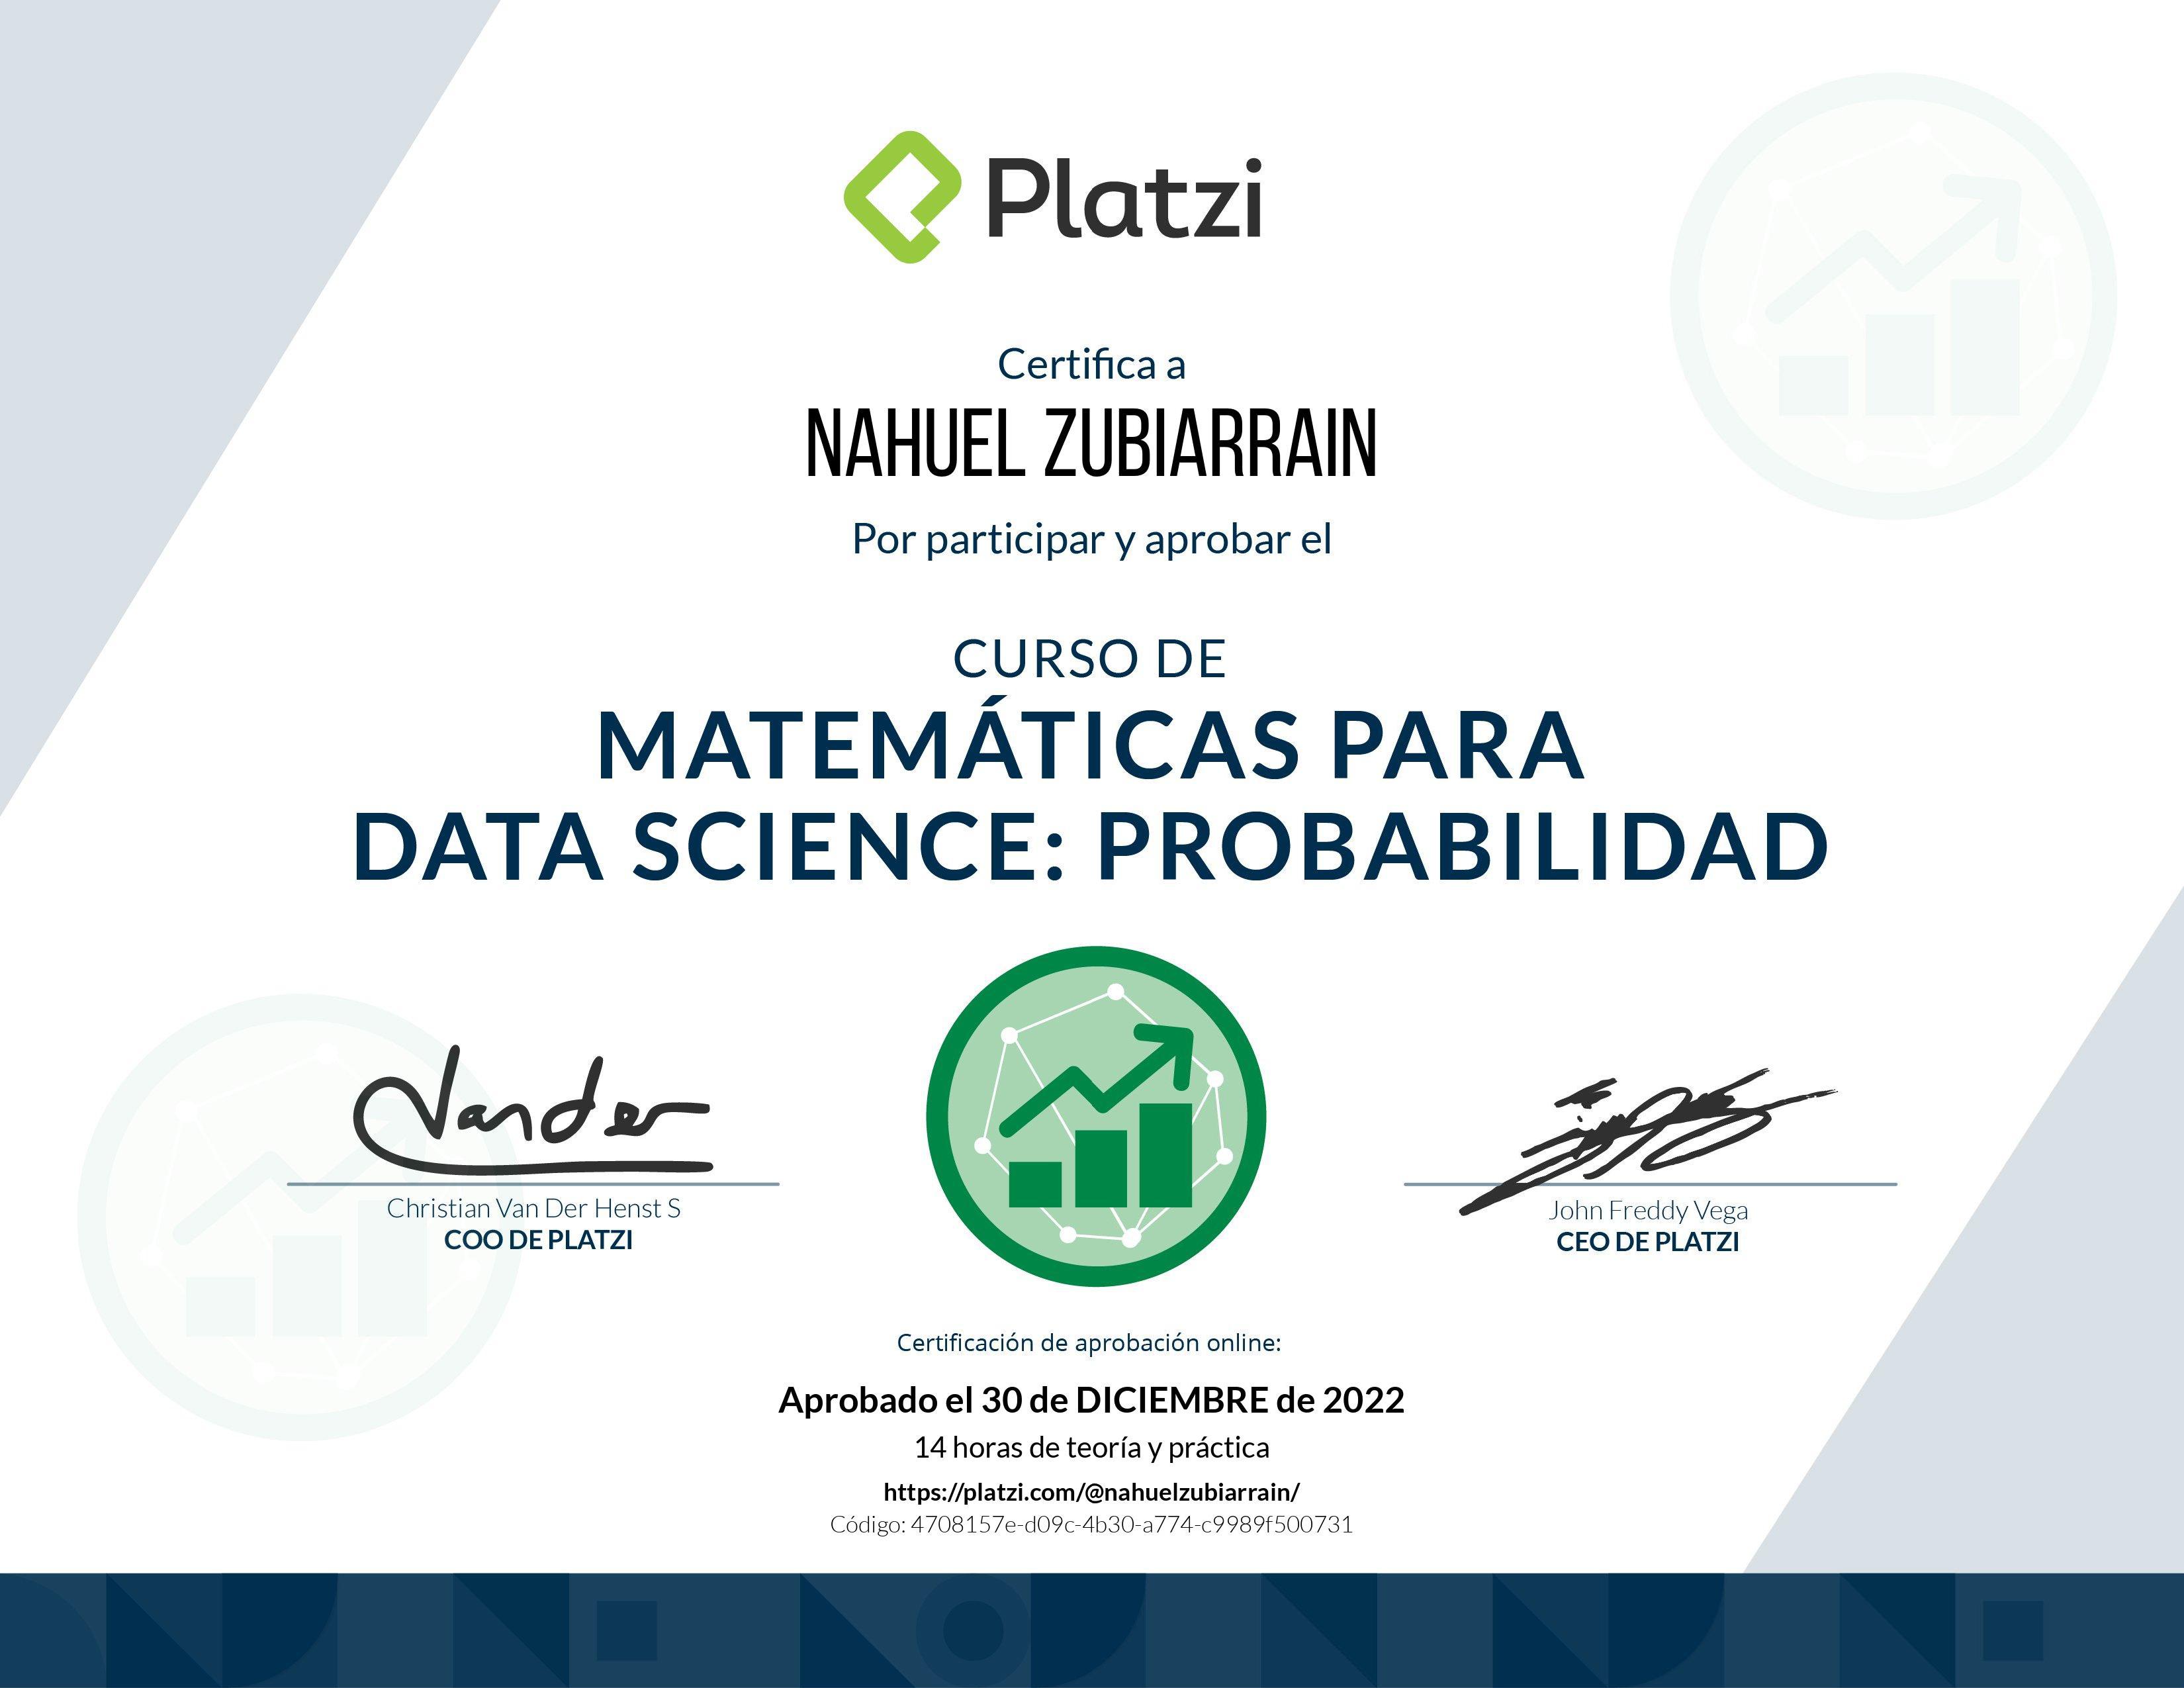 Platzi
Certifica a
NAHUEL ZUBIARRAIN
Por participar y aprobar el
CURSO DE
MATEMÁTICAS PARA
DATA SCIENCE: PROBABILIDAD
Vander
Christian Van Der Henst S
COO DE PLATZI
John Freddy Vega
CEO DE PLATZI
Certificación de aprobación online:
Aprobado el 30 de DICIEMBRE de 2022
14 horas de teoría y práctica
https://platzi.com/@nahuelzubiarrain/
Código: 4708157e-d09c-4b30-a774-c9989f500731